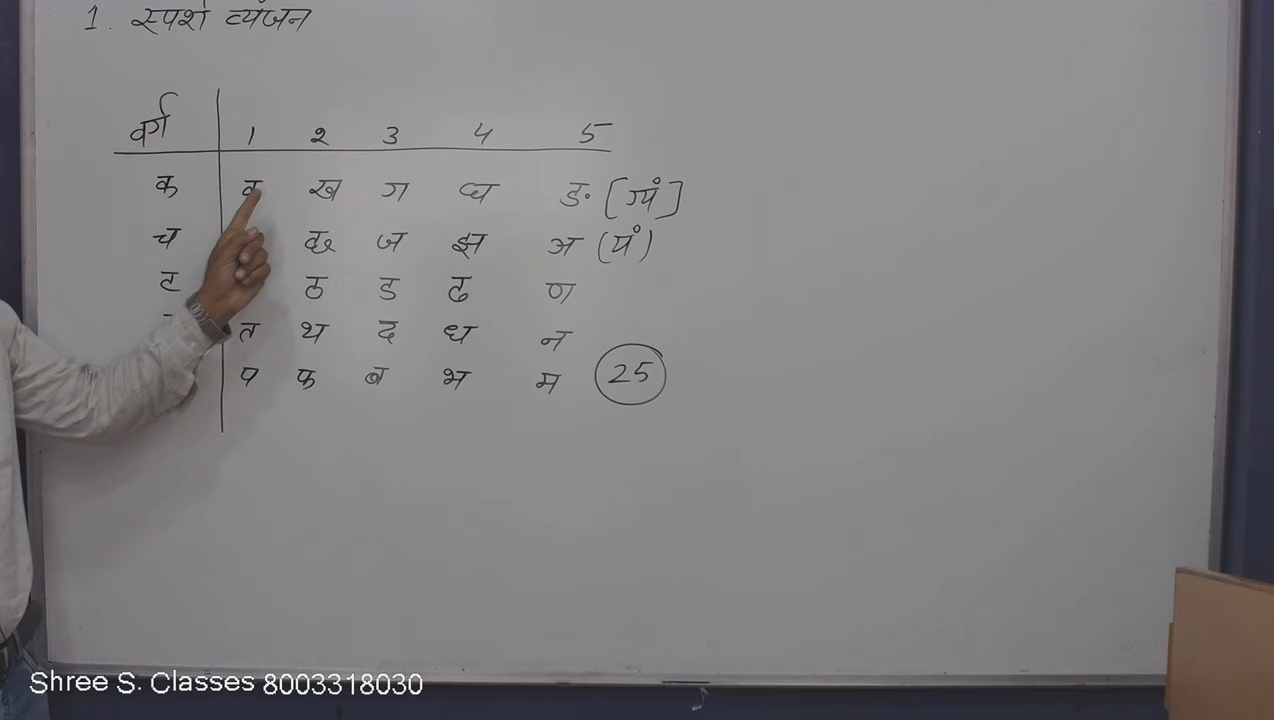 1. स्पर्श व्यंजन
वर्ग 1 2 3 4 5
क क ख ग घ ङ [ग्यं]
च छ ज झ ञ (यं)
ट ठ ड ढ ण
त थ द ध न
प फ ब भ म 25
Shree S. Classes 8003318030